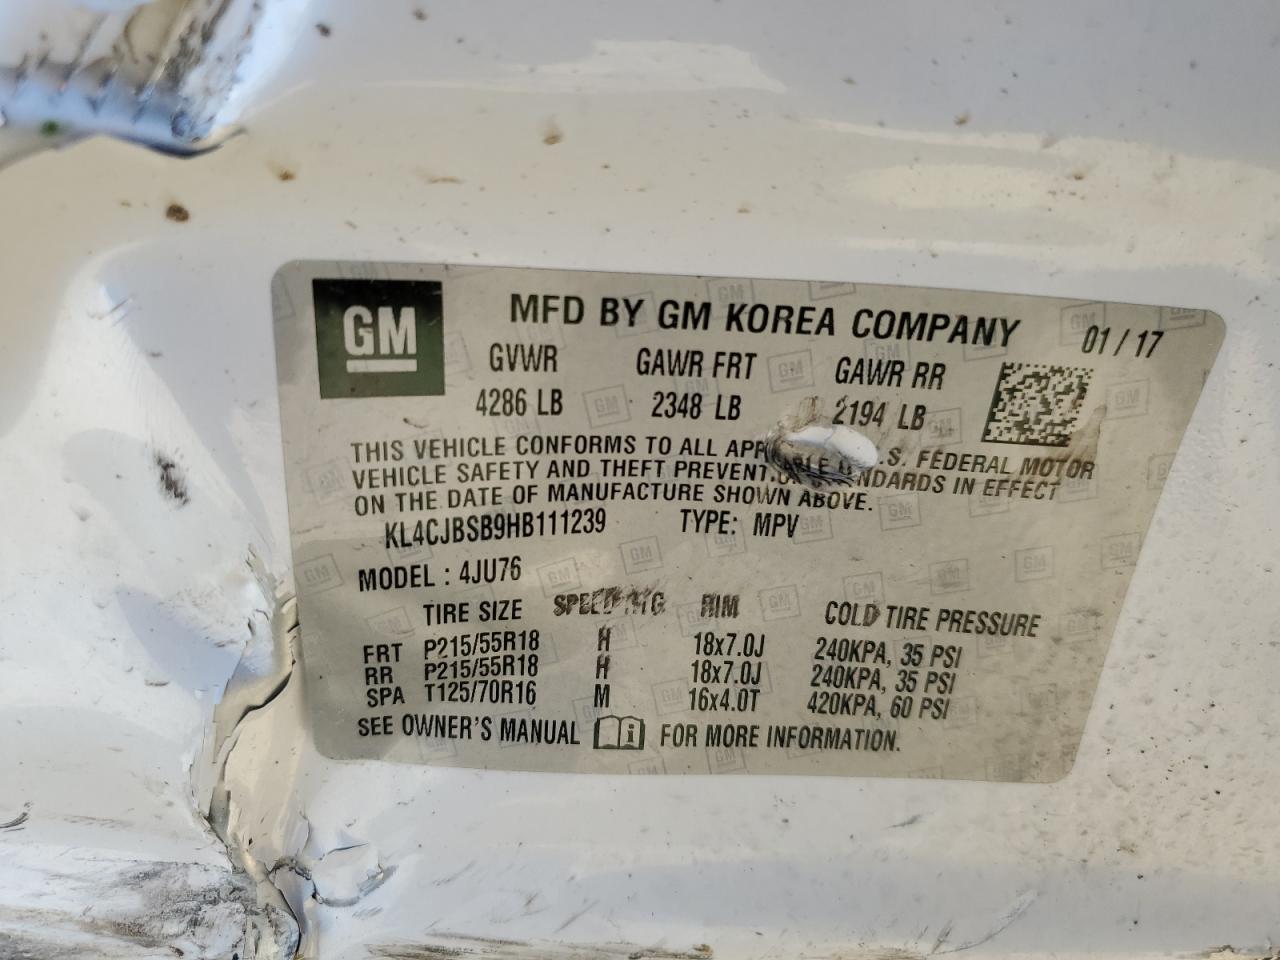 GM
MFD BY GM KOREA COMPANY 01/17
GVWR GAWR FRT GAWR RR
4286 LB 2348 LB 2194 LB
THIS VEHICLE CONFORMS TO ALL .S. FEDERAL MOTOR
VEHICLE SAFETY AND THEFT IN EFFECT
ON THE DATE OF MANUFACTURE SHOWN ABOVE.
KL4CJBSB9HB111239 TYPE: MPV
MODEL : 4JU76
TIRE SIZE RIM COLD TIRE PRESSURE
FRT P215/55R18 H 18x7.0J 240KPA, 35 PSI
RR P215/55R18 H 18x7.0J 240KPA, 35 PSI
SPA T125/70R16 M 16x4.0T 420KPA, 60 PSI
SEE OWNER'S MANUAL FOR MORE INFORMATION.